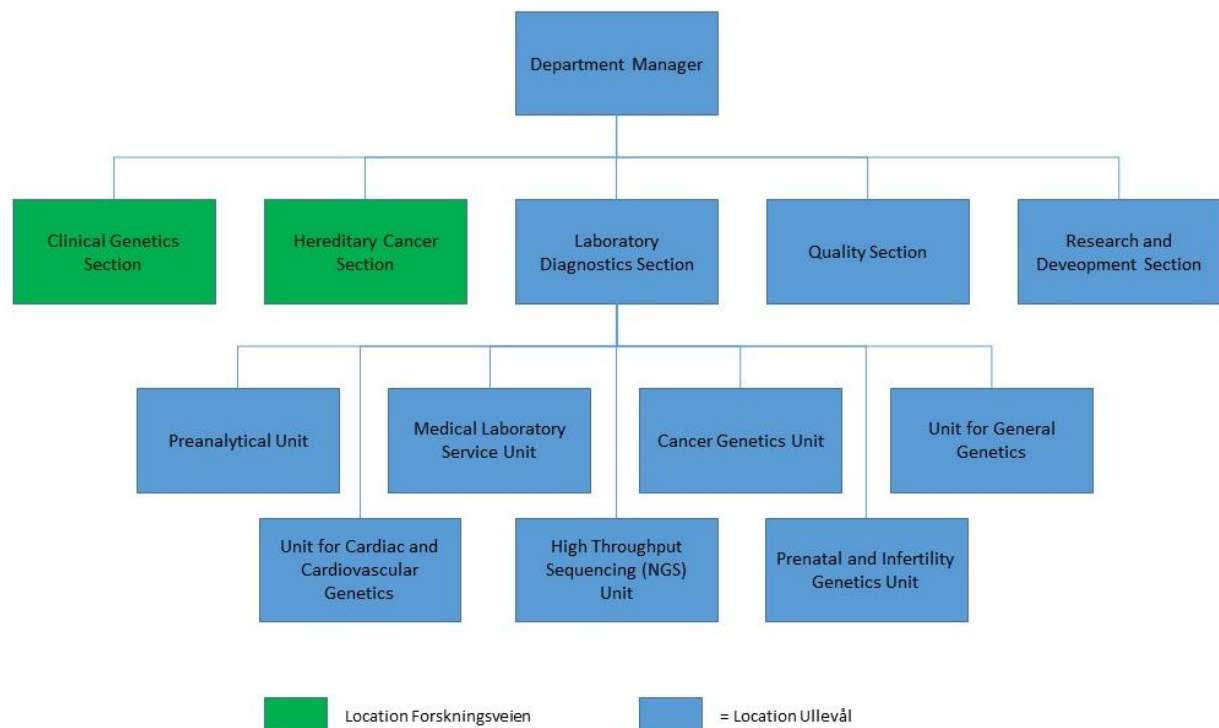 Department Manager
Clinical Genetics
Section
Hereditary Cancer
Section
Laboratory
Diagnostics Section
Quality Section
Research and
Deveopment Section
Preanalytical Unit
Medical Laboratory
Service Unit
Cancer Genetics Unit
Unit for General
Genetics
Unit for Cardiac and
Cardiovascular
Genetics
High Throughput
Sequencing (NGS)
Unit
Prenatal and Infertility
Genetics Unit
Location Forskningsveien
= Location Ullevål